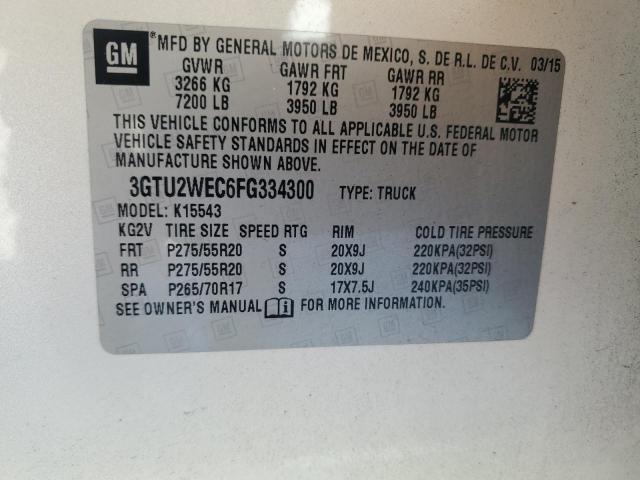 GM ® MFD BY GENERAL MOTORS DE MEXICO, S. DE R.L. DE C.V. 03/15
GVWR GAWR FRT GAWR RR
3266 KG 1792 KG 1792 KG
7200 LB 3950 LB 3950 LB
THIS VEHICLE CONFORMS TO ALL APPLICABLE U.S. FEDERAL MOTOR
VEHICLE SAFETY STANDARDS IN EFFECT ON THE DATE OF
MANUFACTURE SHOWN ABOVE.
3GTU2WEC6FG334300 TYPE: TRUCK
MODEL: K15543
KG2V TIRE SIZE SPEED RTG RIM COLD TIRE PRESSURE
FRT P275/55R20 S 20X9J 220KPA(32PSI)
RR P275/55R20 S 20X9J 220KPA(32PSI)
SPA P265/70R17 S 17X7.5J 240KPA(35PSI)
SEE OWNER'S MANUAL FOR MORE INFORMATION.